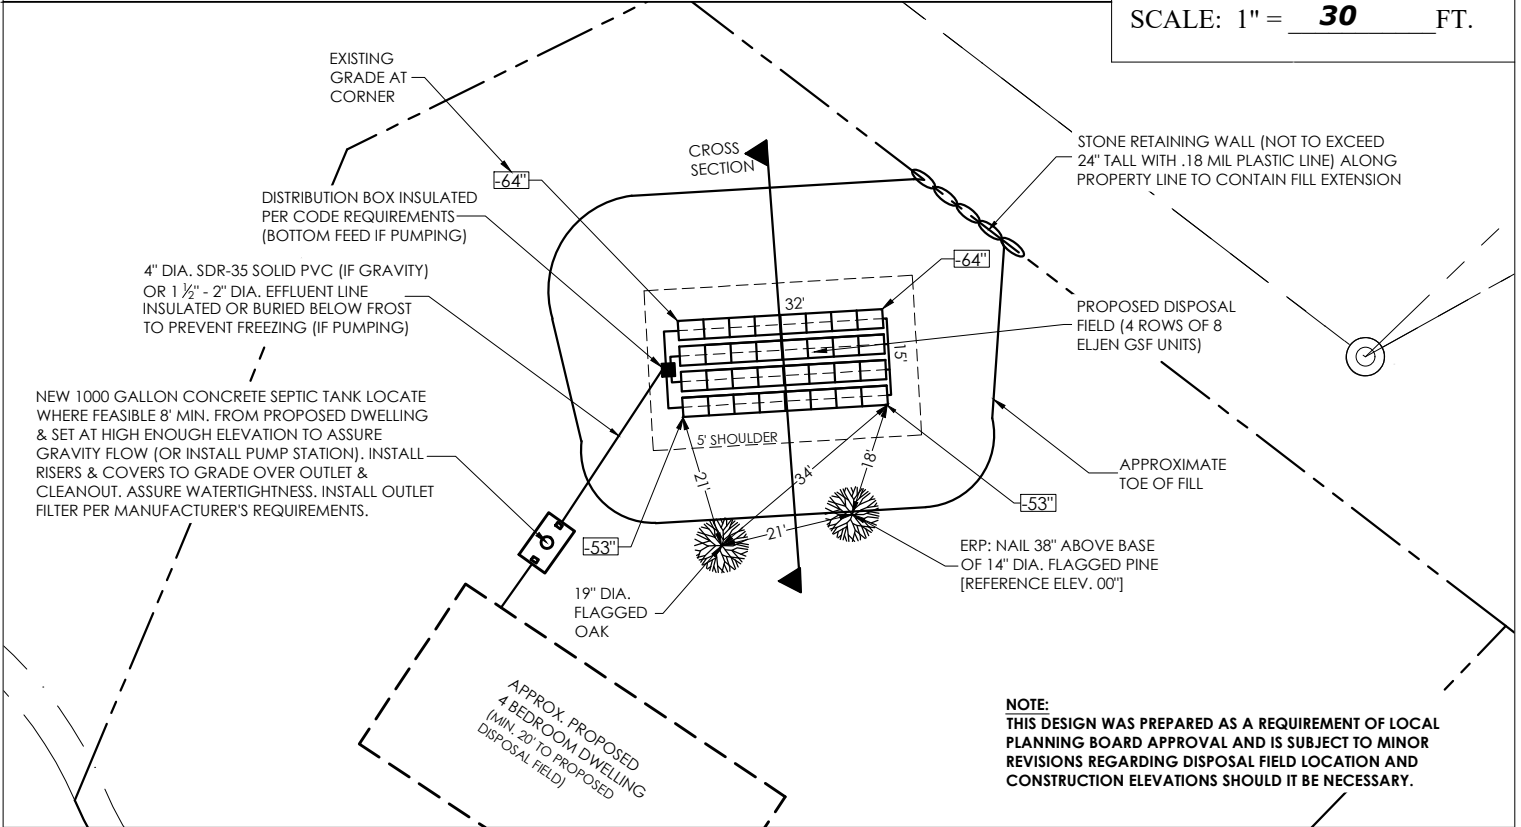 SCALE: 1" = 30 FT.
EXISTING
GRADE AT
CORNER
CROSS
SECTION
STONE RETAINING WALL (NOT TO EXCEED
24" TALL WITH .18 MIL PLASTIC LINE) ALONG
PROPERTY LINE TO CONTAIN FILL EXTENSION
-64"
DISTRIBUTION BOX INSULATED
PER CODE REQUIREMENTS
(BOTTOM FEED IF PUMPING)
-64"
4" DIA. SDR-35 SOLID PVC (IF GRAVITY)
OR 1 ½" - 2" DIA. EFFLUENT LINE
INSULATED OR BURIED BELOW FROST
TO PREVENT FREEZING (IF PUMPING)
32'
15'
PROPOSED DISPOSAL
FIELD (4 ROWS OF 8
ELJEN GSF UNITS)
NEW 1000 GALLON CONCRETE SEPTIC TANK LOCATE
WHERE FEASIBLE 8' MIN. FROM PROPOSED DWELLING
& SET AT HIGH ENOUGH ELEVATION TO ASSURE
GRAVITY FLOW (OR INSTALL PUMP STATION). INSTALL
RISERS & COVERS TO GRADE OVER OUTLET &
CLEANOUT. ASSURE WATERTIGHTNESS. INSTALL OUTLET
FILTER PER MANUFACTURER'S REQUIREMENTS.
5' SHOULDER
21'
34'
18'
21'
APPROXIMATE
TOE OF FILL
-53"
-53"
ERP: NAIL 38" ABOVE BASE
OF 14" DIA. FLAGGED PINE
[REFERENCE ELEV. 00"]
19" DIA.
FLAGGED
OAK
APPROX. PROPOSED
4 BEDROOM DWELLING
(MIN. 20' TO PROPOSED
DISPOSAL FIELD)
NOTE:
THIS DESIGN WAS PREPARED AS A REQUIREMENT OF LOCAL
PLANNING BOARD APPROVAL AND IS SUBJECT TO MINOR
REVISIONS REGARDING DISPOSAL FIELD LOCATION AND
CONSTRUCTION ELEVATIONS SHOULD IT BE NECESSARY.